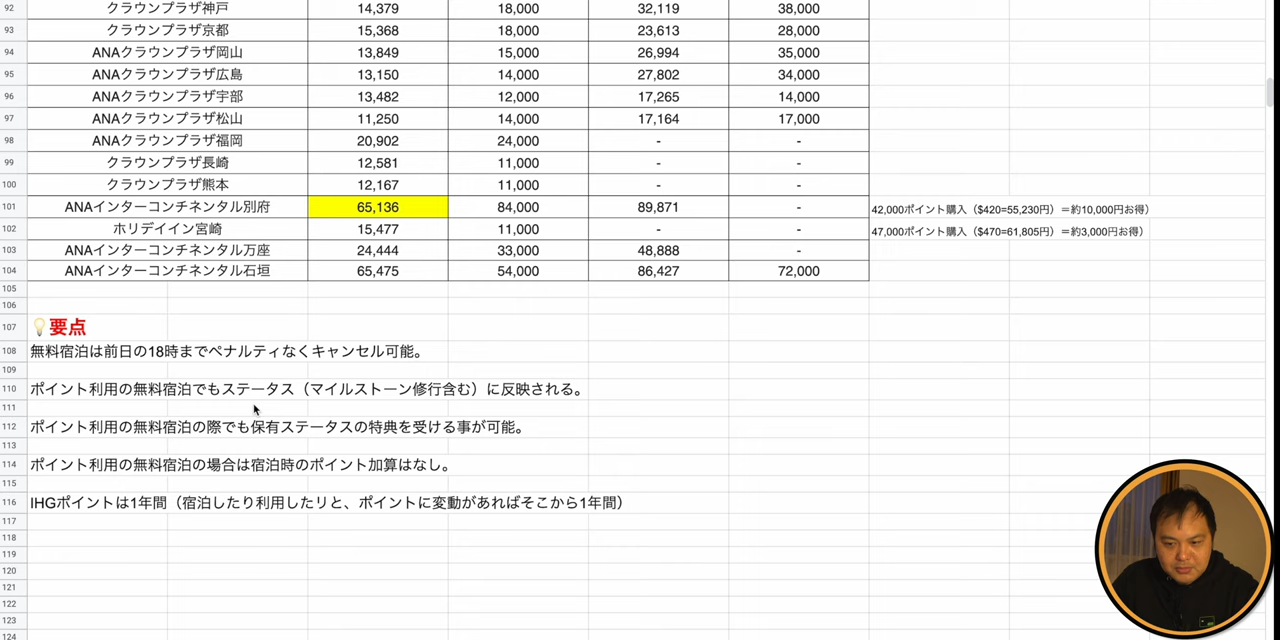 92 クラウンプラザ神戸 14,379 18,000 32,119 38,000
93 クラウンプラザ京都 15,368 18,000 23,613 28,000
94 ANAクラウンプラザ岡山 13,849 15,000 26,994 35,000
95 ANAクラウンプラザ広島 13,150 14,000 27,802 34,000
96 ANAクラウンプラザ宇部 13,482 12,000 17,265 14,000
97 ANAクラウンプラザ松山 11,250 14,000 17,164 17,000
98 ANAクラウンプラザ福岡 20,902 24,000 - -
99 クラウンプラザ長崎 12,581 11,000 - -
100 クラウンプラザ熊本 12,167 11,000 - -
101 ANAインターコンチネンタル別府 65,136 84,000 89,871 - 42,000ポイント購入（$420=55,230円）＝約10,000円お得）
102 ホリデイイン宮崎 15,477 11,000 - - 47,000ポイント購入（$470=61,805円）＝約3,000円お得）
103 ANAインターコンチネンタル万座 24,444 33,000 48,888 -
104 ANAインターコンチネンタル石垣 65,475 54,000 86,427 72,000
105
106
107 💡要点
108 無料宿泊は前日の18時までペナルティなくキャンセル可能。
109
110 ポイント利用の無料宿泊でもステータス（マイルストーン修行含む）に反映される。
111
112 ポイント利用の無料宿泊の際でも保有ステータスの特典を受ける事が可能。
113
114 ポイント利用の無料宿泊の場合は宿泊時のポイント加算はなし。
115
116 IHGポイントは1年間（宿泊したり利用したリと、ポイントに変動があればそこから1年間）
117
118
119
120
121
122
123
124